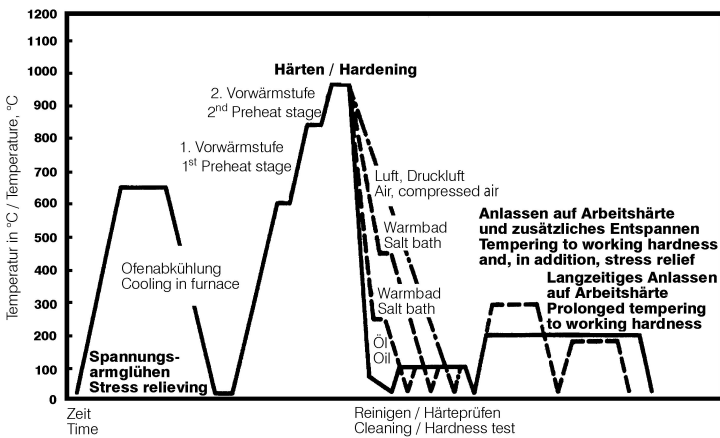 Temperatur in °C / Temperature, °C
1200
1100
1000
900
800
700
600
500
400
300
200
100
0
Härten / Hardening
2. Vorwärmstufe
2nd Preheat stage
1. Vorwärmstufe
1st Preheat stage
Luft, Druckluft
Air, compressed air
Warmbad
Salt bath
Warmbad
Salt bath
Öl
Oil
Ofenabkühlung
Cooling in furnace
Spannungs-
armglühen
Stress relieving
Anlassen auf Arbeitshärte
und zusätzliches Entspannen
Tempering to working hardness
and, in addition, stress relief
Langzeitiges Anlassen
auf Arbeitshärte
Prolonged tempering
to working hardness
Zeit
Time
Reinigen / Härteprüfen
Cleaning / Hardness test